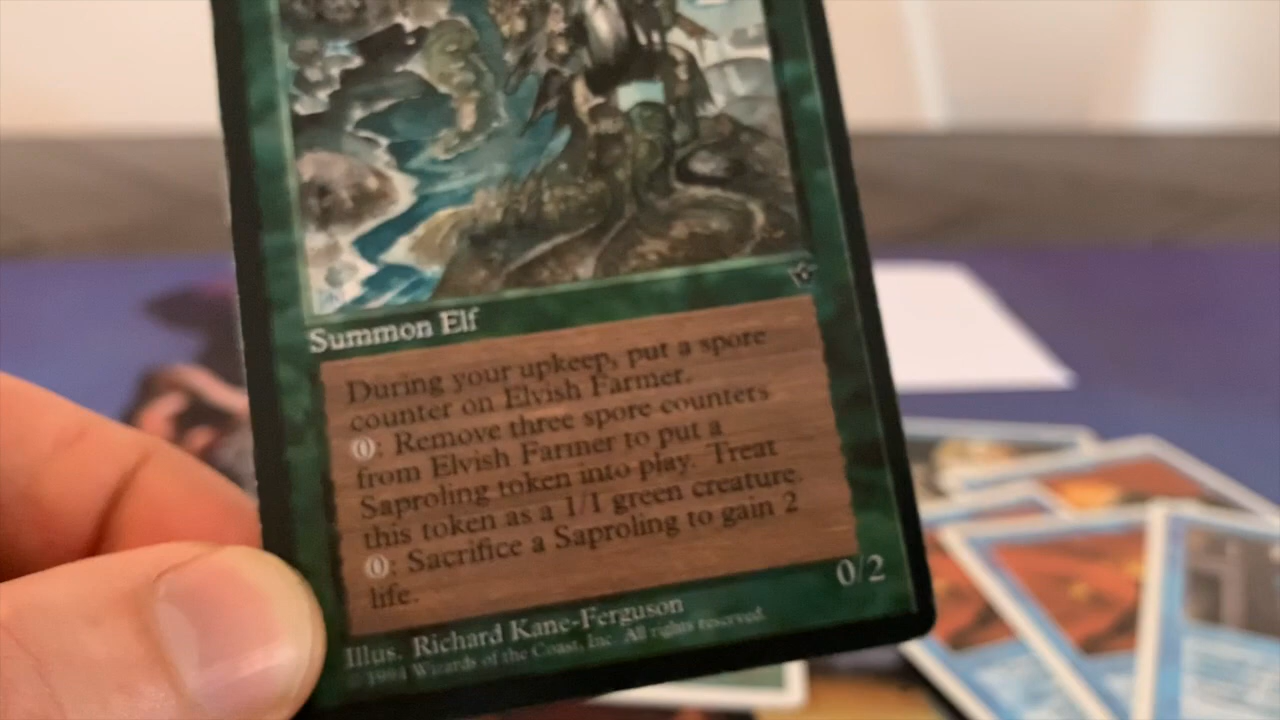 Summon Elf
During your upkeep, put a spore
counter on Elvish Farmer.
0: Remove three spore counters
from Elvish Farmer to put a
Saproling token into play. Treat
this token as a 1/1 green creature.
0: Sacrifice a Saproling to gain 2
life.
0/2
Illus. Richard Kane-Ferguson
© 1994 Wizards of the Coast, Inc. All rights reserved.